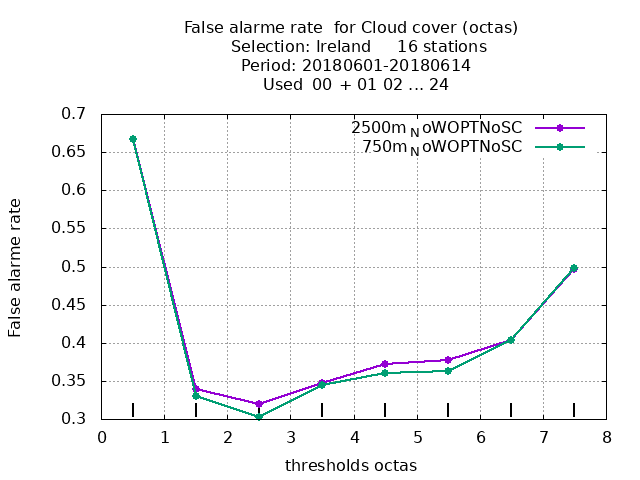 False alarme rate  for Cloud cover (octas)
Selection: Ireland     16 stations
Period: 20180601-20180614
Used  00 + 01 02 ... 24
2500m NoWOPTNoSC
750m NoWOPTNoSC
False alarme rate
0.7
0.65
0.6
0.55
0.5
0.45
0.4
0.35
0.3
0 1 2 3 4 5 6 7 8
thresholds octas